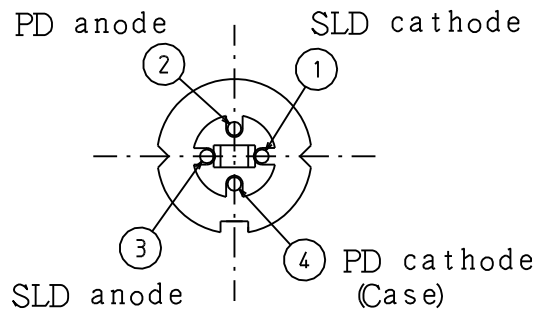 PD anode
SLD cathode
2
1
3
4
PD cathode
(Case)
SLD anode